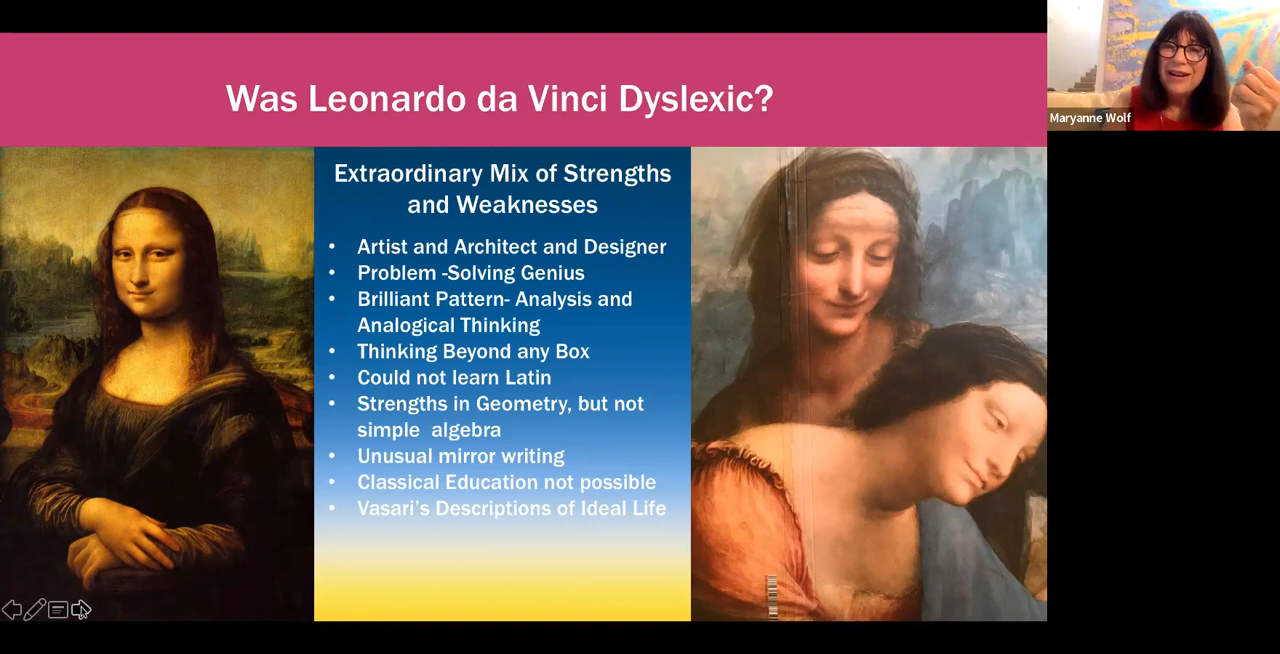 Was Leonardo da Vinci Dyslexic?
Maryanne Wolf
Extraordinary Mix of Strengths
and Weaknesses
• Artist and Architect and Designer
• Problem -Solving Genius
• Brilliant Pattern- Analysis and
Analogical Thinking
• Thinking Beyond any Box
• Could not learn Latin
• Strengths in Geometry, but not
simple  algebra
• Unusual mirror writing
• Classical Education not possible
• Vasari’s Descriptions of Ideal Life